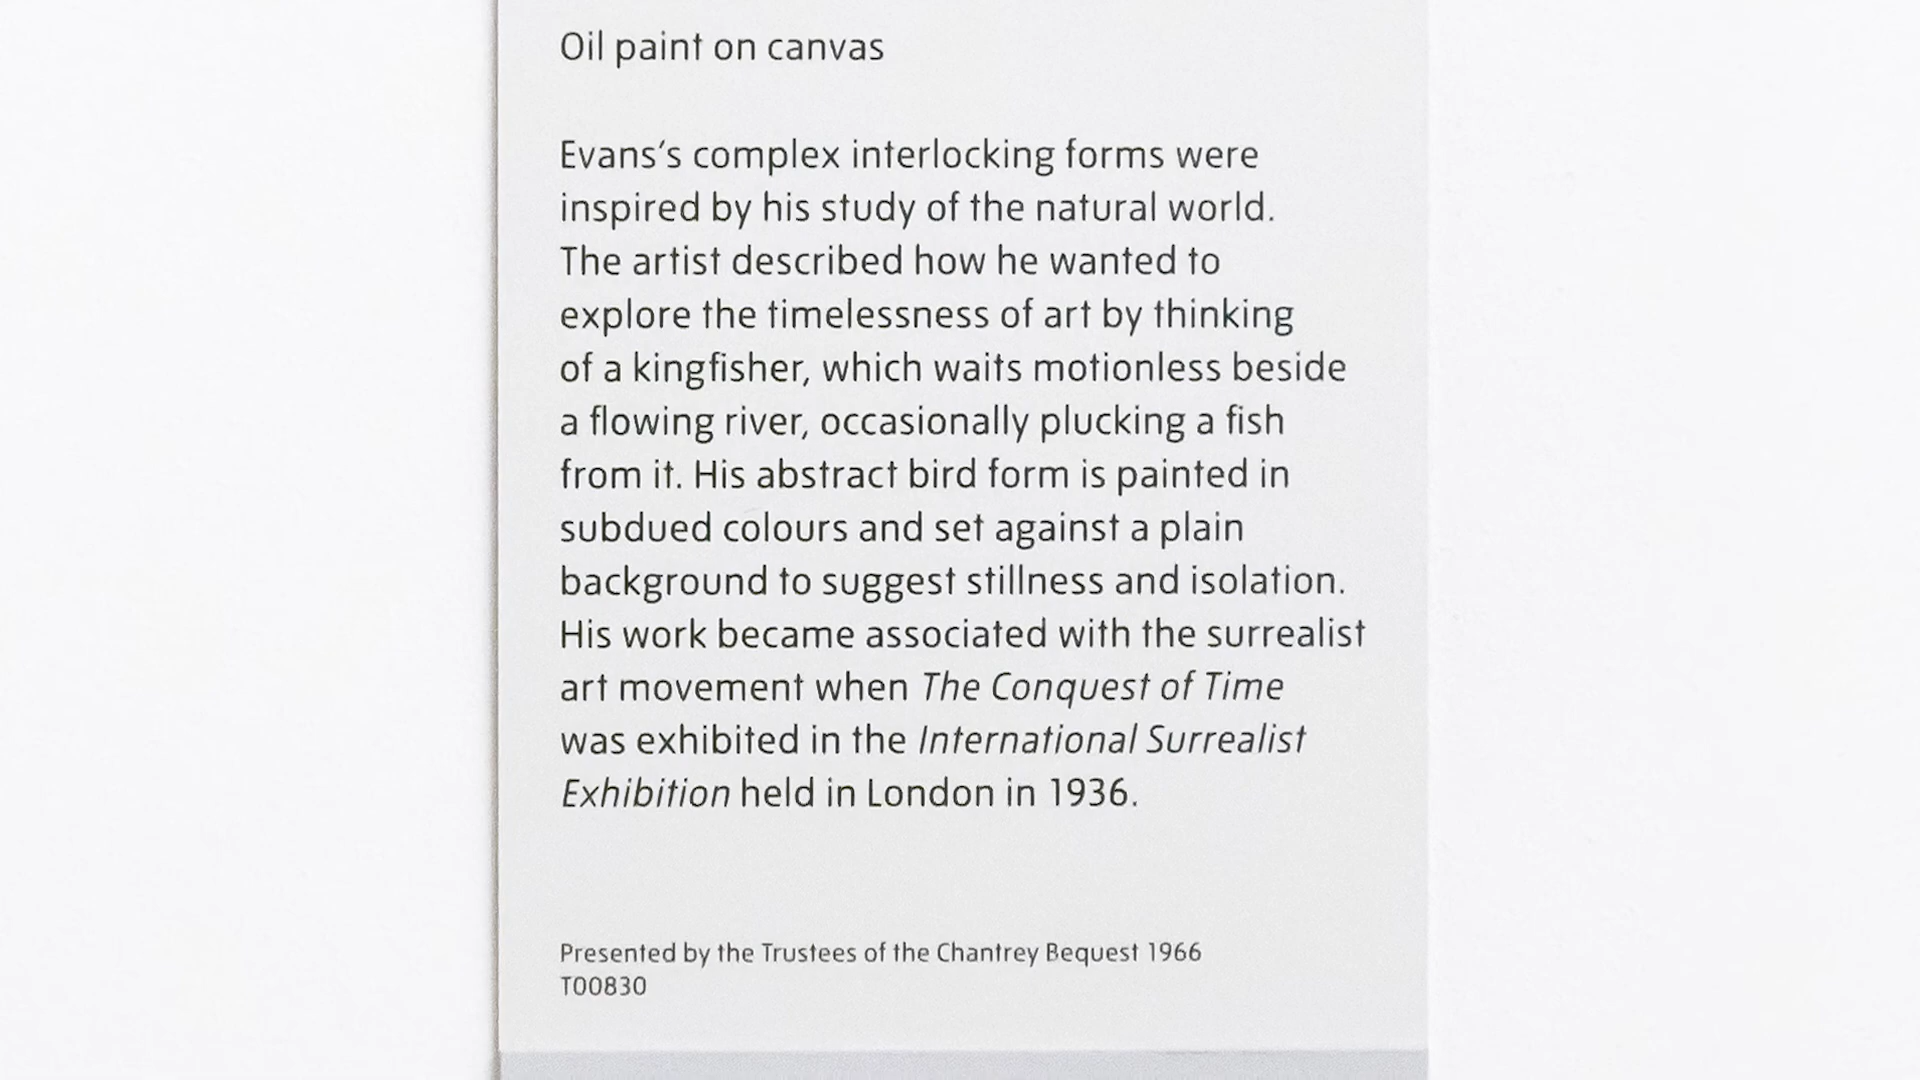 Oil paint on canvas
Evans’s complex interlocking forms were
inspired by his study of the natural world.
The artist described how he wanted to
explore the timelessness of art by thinking
of a kingfisher, which waits motionless beside
a flowing river, occasionally plucking a fish
from it. His abstract bird form is painted in
subdued colours and set against a plain
background to suggest stillness and isolation.
His work became associated with the surrealist
art movement when The Conquest of Time
was exhibited in the International Surrealist
Exhibition held in London in 1936.
Presented by the Trustees of the Chantrey Bequest 1966
T00830